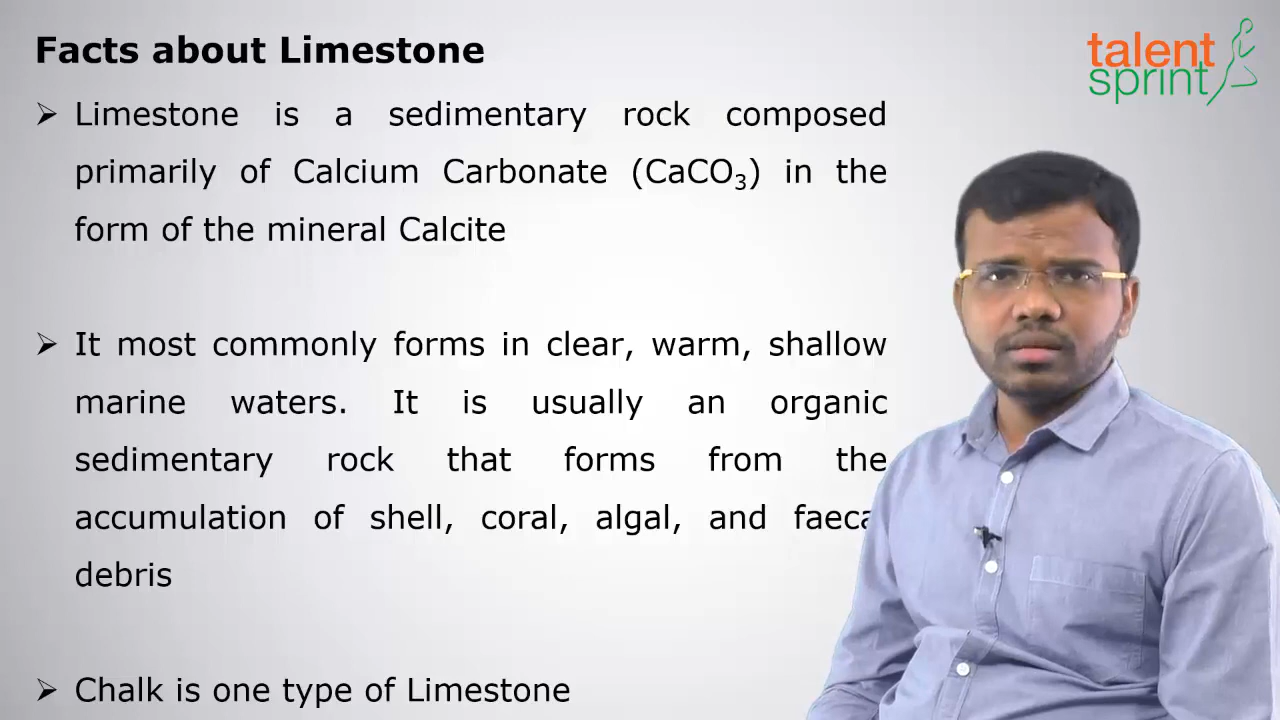 Facts about Limestone
talent
sprint
➢ Limestone is a sedimentary rock composed
primarily of Calcium Carbonate (CaCO₃) in the
form of the mineral Calcite
➢ It most commonly forms in clear, warm, shallow
marine waters. It is usually an organic
sedimentary rock that forms from the
accumulation of shell, coral, algal, and
debris
➢ Chalk is one type of Limestone